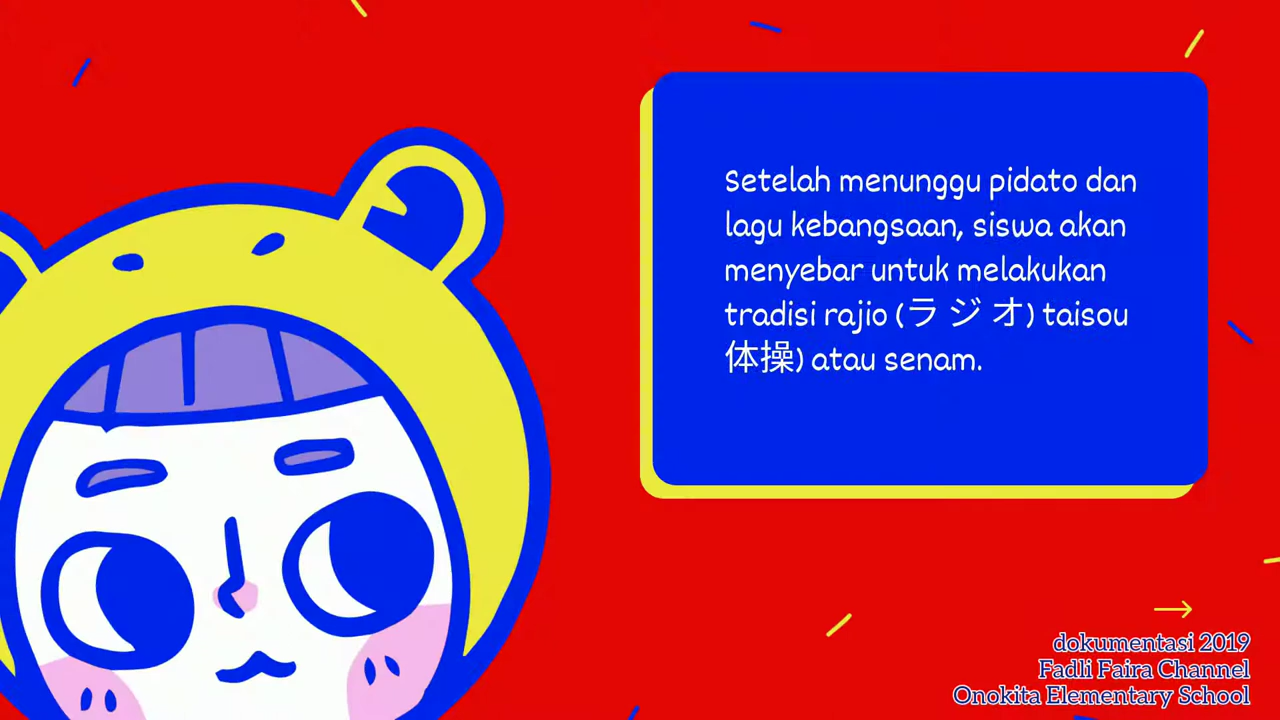 Setelah menunggu pidato dan
lagu kebangsaan, siswa akan
menyebar untuk melakukan
tradisi rajio (ラ ジ オ) taisou
体操) atau senam.
dokumentasi 2019
Fadli Faira Channel
Onokita Elementary School